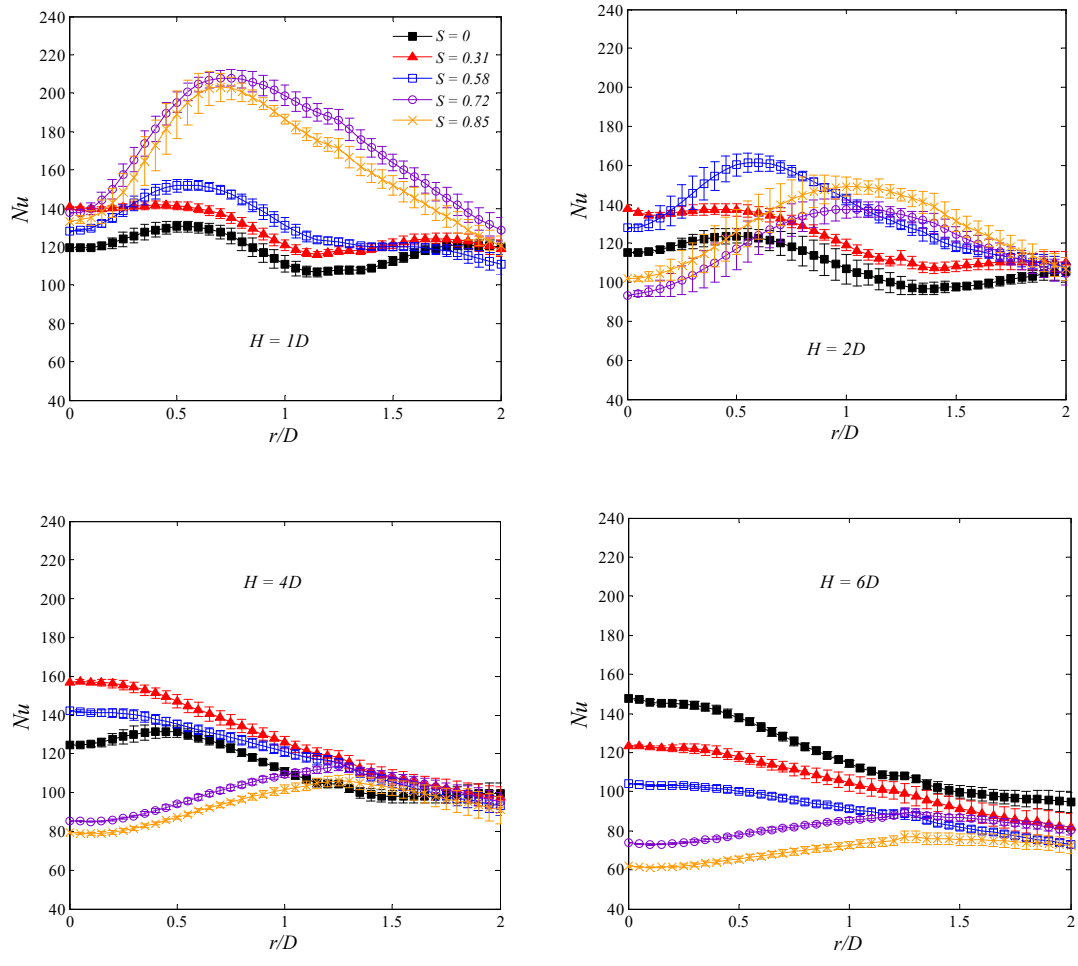 240
220
200
180
160
140
120
100
80
60
40
Nu
S = 0
S = 0.31
S = 0.58
S = 0.72
S = 0.85
H = 1D
0 0.5 1 1.5 2
r/D
240
220
200
180
160
140
120
100
80
60
40
Nu
H = 2D
0 0.5 1 1.5 2
r/D
240
220
200
180
160
140
120
100
80
60
40
Nu
H = 4D
0 0.5 1 1.5 2
r/D
240
220
200
180
160
140
120
100
80
60
40
Nu
H = 6D
0 0.5 1 1.5 2
r/D